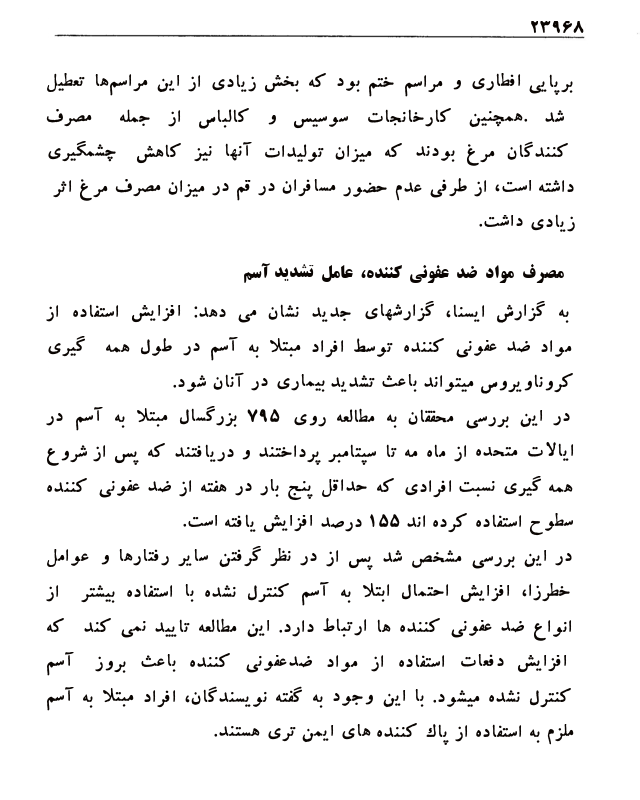 ۲۳۹۶۸
برپایی افطاری و مراسم ختم بود که بخش زیادی از این مراسم‌ها تعطیل
شد .همچنین کارخانجات سوسیس و کالباس از جمله مصرف
کنندگان مرغ بودند که میزان تولیدات آنها نیز کاهش چشمگیری
داشته است، از طرفی عدم حضور مسافران در قم در میزان مصرف مرغ اثر
زیادی داشت.
مصرف مواد ضد عفونی کننده، عامل تشدید آسم
به گزارش ایسنا، گزارشهای جدید نشان می دهد: افزایش استفاده از
مواد ضد عفونی کننده توسط افراد مبتلا به آسم در طول همه گیری
کروناویروس میتواند باعث تشدید بیماری در آنان شود.
در این بررسی محققان به مطالعه روی ۷۹۵ بزرگسال مبتلا به آسم در
ایالات متحده از ماه مه تا سپتامبر پرداختند و دریافتند که پس از شروع
همه گیری نسبت افرادی که حداقل پنج بار در هفته از ضد عفونی کننده
سطوح استفاده کرده اند ۱۵۵ درصد افزایش یافته است.
در این بررسی مشخص شد پس از در نظر گرفتن سایر رفتارها و عوامل
خطرزا، افزایش احتمال ابتلا به آسم کنترل نشده با استفاده بیشتر از
انواع ضد عفونی کننده ها ارتباط دارد. این مطالعه تایید نمی کند که
افزایش دفعات استفاده از مواد ضدعفونی کننده باعث بروز آسم
کنترل نشده میشود. با این وجود به گفته نویسندگان، افراد مبتلا به آسم
ملزم به استفاده از پاك کننده های ایمن تری هستند.